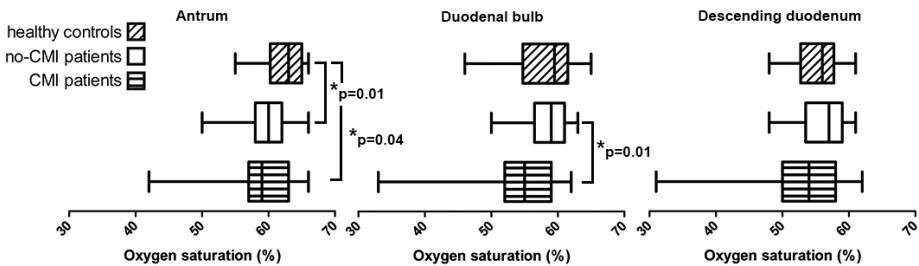 Antrum
Duodenal bulb
Descending duodenum
healthy controls
no-CMI patients
CMI patients
*p=0.01
*p=0.04
*p=0.01
30 40 50 60 70
30 40 50 60 70
30 40 50 60 70
Oxygen saturation (%)
Oxygen saturation (%)
Oxygen saturation (%)